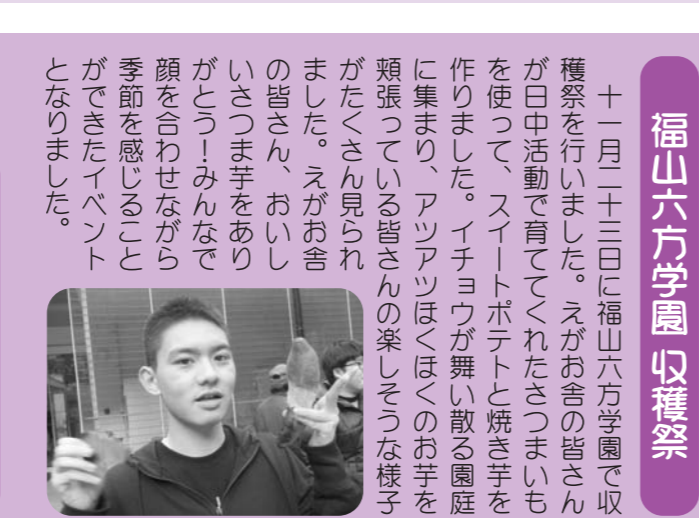 福山六方学園 収穫祭
十一月二十三日に福山六方学園で収
穫祭を行いました。えがお舎の皆さん
が日中活動で育ててくれたさつまいも
を使って、スイートポテトと焼き芋を
作りました。イチョウが舞い散る園庭
に集まり、アツアツほくほくのお芋を
頬張っている皆さんの楽しそうな様子
がたくさん見られ
ました。えがお舎
の皆さん、おいし
いさつま芋をあり
がとう！みんなで
顔を合わせながら
季節を感じること
ができたイベント
となりました。